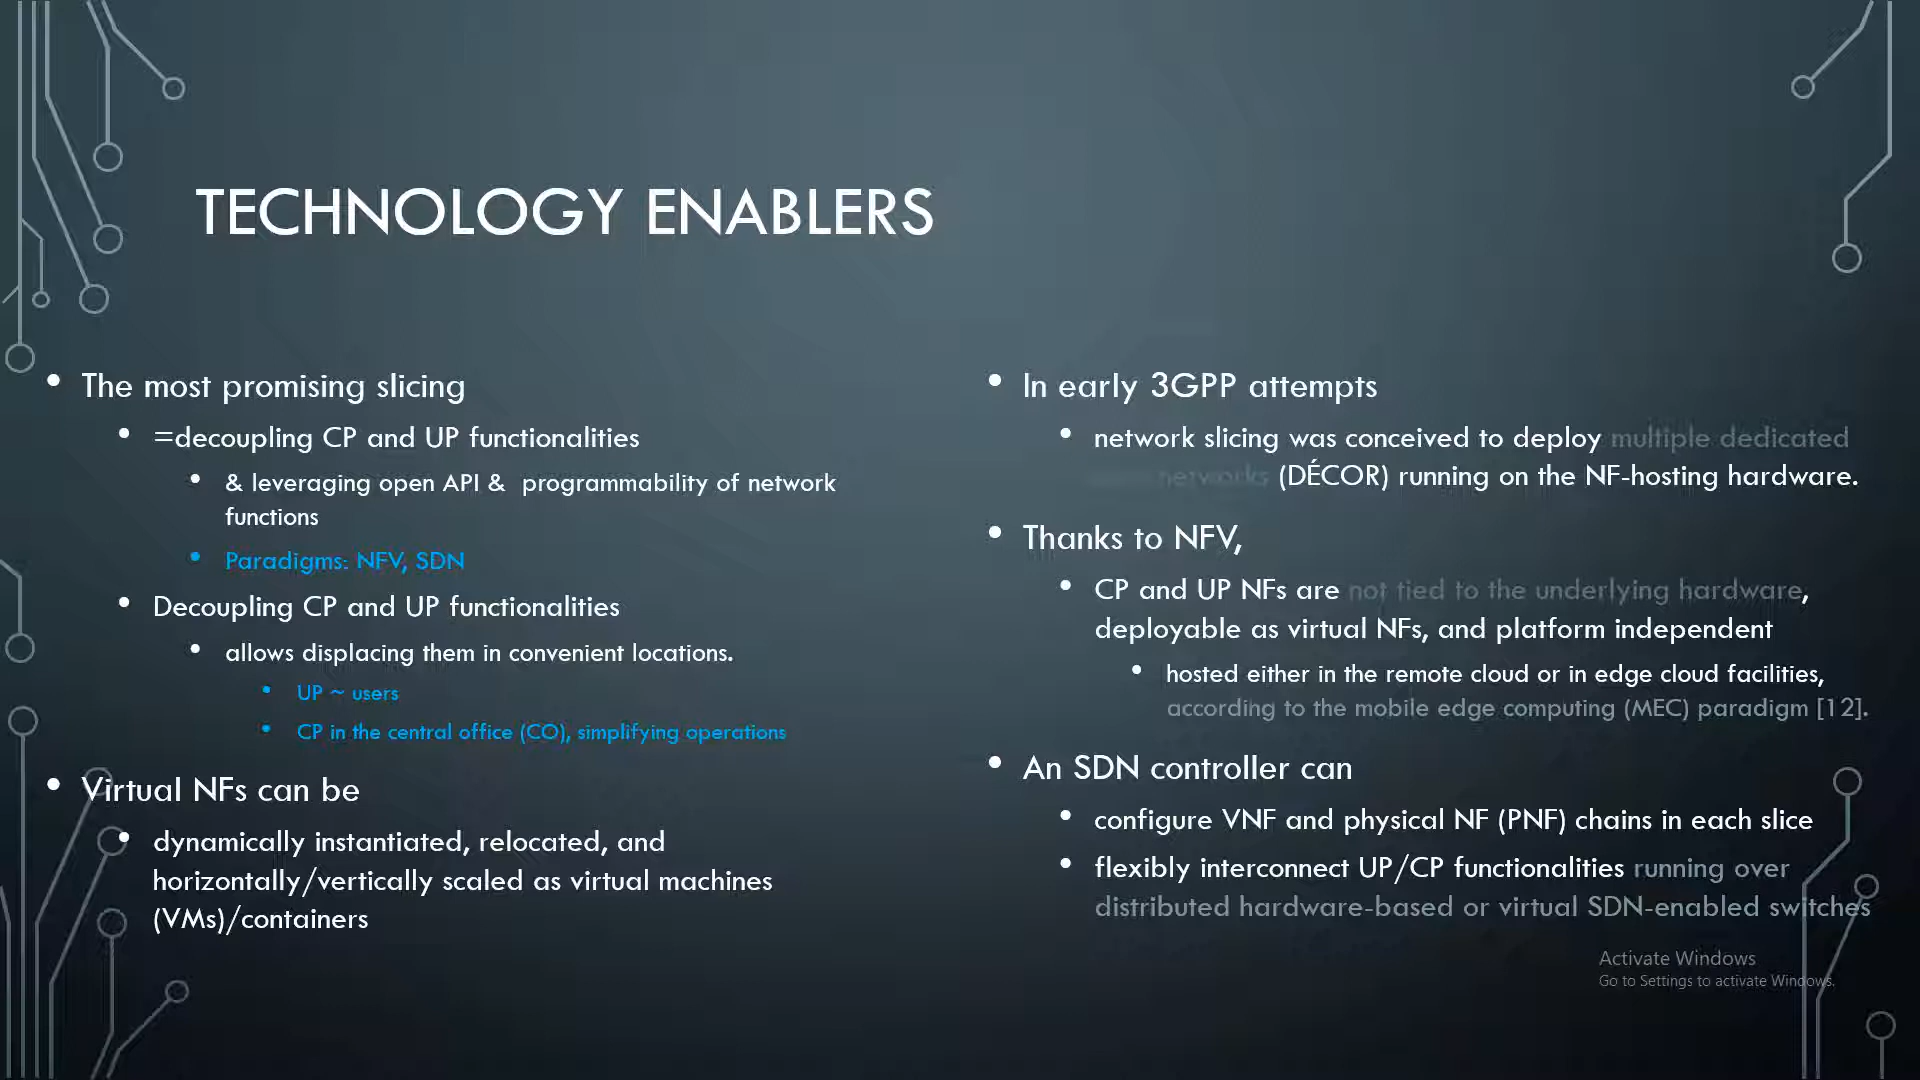 TECHNOLOGY ENABLERS
• The most promising slicing
• =decoupling CP and UP functionalities
• & leveraging open API & programmability of network
functions
• Paradigms: NFV, SDN
• Decoupling CP and UP functionalities
• allows displacing them in convenient locations.
• UP ~ users
• CP in the central office (CO), simplifying operations
• Virtual NFs can be
• dynamically instantiated, relocated, and
horizontally/vertically scaled as virtual machines
(VMs)/containers
• In early 3GPP attempts
• network slicing was conceived to deploy multiple dedicated
networks (DÉCOR) running on the NF-hosting hardware.
• Thanks to NFV,
• CP and UP NFs are not tied to the underlying hardware,
deployable as virtual NFs, and platform independent
• hosted either in the remote cloud or in edge cloud facilities,
according to the mobile edge computing (MEC) paradigm [12].
• An SDN controller can
• configure VNF and physical NF (PNF) chains in each slice
• flexibly interconnect UP/CP functionalities running over
distributed hardware-based or virtual SDN-enabled switches
Activate Windows
Go to Settings to activate Windows.